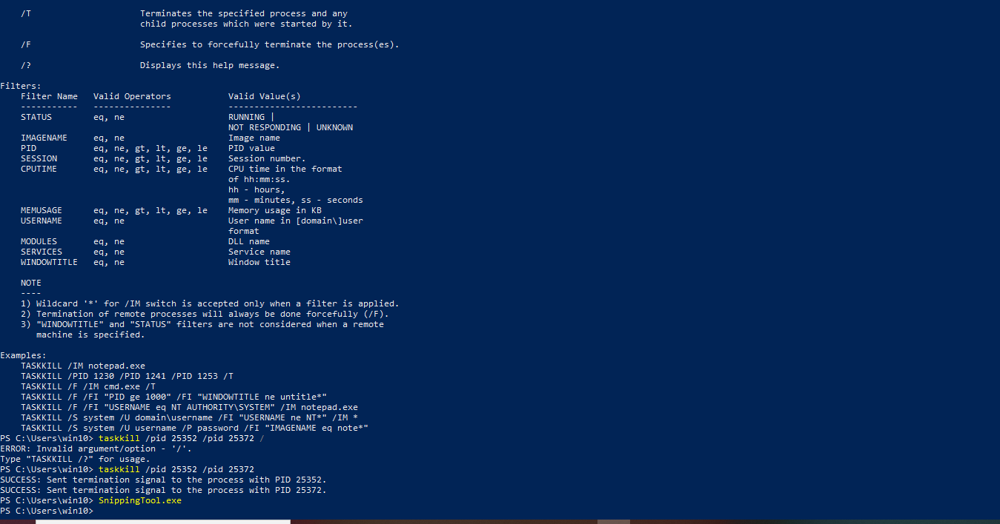 /T                     Terminates the specified process and any
                           child processes which were started by it.
    /F                     Specifies to forcefully terminate the process(es).
    /?                     Displays this help message.
Filters:
    Filter Name   Valid Operators           Valid Value(s)
    -----------   ---------------           -------------------------
    STATUS        eq, ne                    RUNNING |
                                            NOT RESPONDING | UNKNOWN
    IMAGENAME     eq, ne                    Image name
    PID           eq, ne, gt, lt, ge, le    PID value
    SESSION       eq, ne, gt, lt, ge, le    Session number.
    CPUTIME       eq, ne, gt, lt, ge, le    CPU time in the format
                                            of hh:mm:ss.
                                            hh - hours,
                                            mm - minutes, ss - seconds
    MEMUSAGE      eq, ne, gt, lt, ge, le    Memory usage in KB
    USERNAME      eq, ne                    User name in [domain\]user
                                            format
    MODULES       eq, ne                    DLL name
    SERVICES      eq, ne                    Service name
    WINDOWTITLE   eq, ne                    Window title
    NOTE
    ----
    1) Wildcard '*' for /IM switch is accepted only when a filter is applied.
    2) Termination of remote processes will always be done forcefully (/F).
    3) "WINDOWTITLE" and "STATUS" filters are not considered when a remote
       machine is specified.
Examples:
    TASKKILL /IM notepad.exe
    TASKKILL /PID 1230 /PID 1241 /PID 1253 /T
    TASKKILL /F /IM cmd.exe /T
    TASKKILL /F /FI "PID ge 1000" /FI "WINDOWTITLE ne untitle*"
    TASKKILL /F /FI "USERNAME eq NT AUTHORITY\SYSTEM" /IM notepad.exe
    TASKKILL /S system /U domain\username /FI "USERNAME ne NT*" /IM *
    TASKKILL /S system /U username /P password /FI "IMAGENAME eq note*"
PS C:\Users\win10> taskkill /pid 25352 /pid 25372 /
ERROR: Invalid argument/option - '/'.
Type "TASKKILL /?" for usage.
PS C:\Users\win10> taskkill /pid 25352 /pid 25372
SUCCESS: Sent termination signal to the process with PID 25352.
SUCCESS: Sent termination signal to the process with PID 25372.
PS C:\Users\win10> SnippingTool.exe
PS C:\Users\win10>